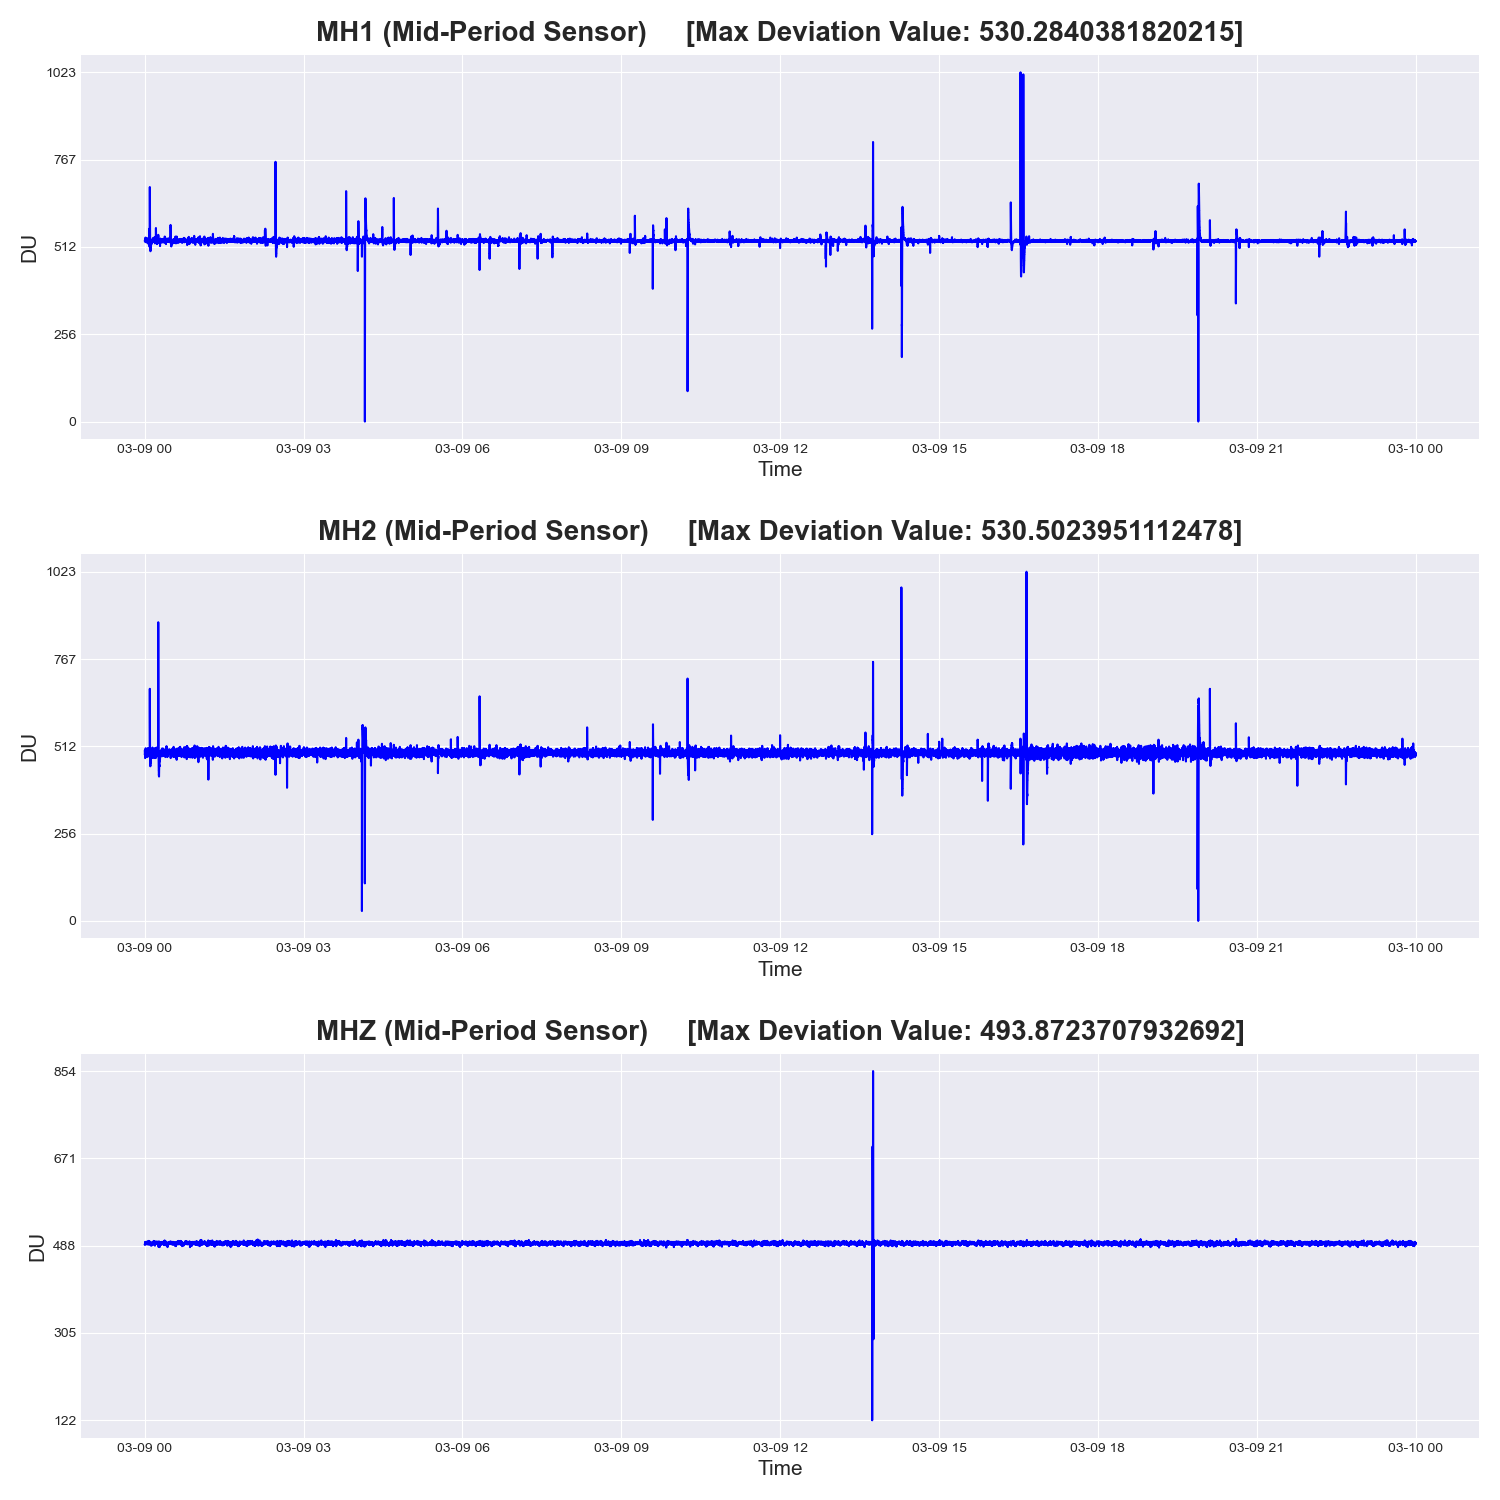 MH1 (Mid-Period Sensor) [Max Deviation Value: 530.2840381820215]
1023
767
512
256
0
DU
03-09 00 03-09 03 03-09 06 03-09 09 03-09 12 03-09 15 03-09 18 03-09 21 03-10 00
Time
MH2 (Mid-Period Sensor) [Max Deviation Value: 530.5023951112478]
1023
767
512
256
0
DU
03-09 00 03-09 03 03-09 06 03-09 09 03-09 12 03-09 15 03-09 18 03-09 21 03-10 00
Time
MHZ (Mid-Period Sensor) [Max Deviation Value: 493.8723707932692]
854
671
488
305
122
DU
03-09 00 03-09 03 03-09 06 03-09 09 03-09 12 03-09 15 03-09 18 03-09 21 03-10 00
Time